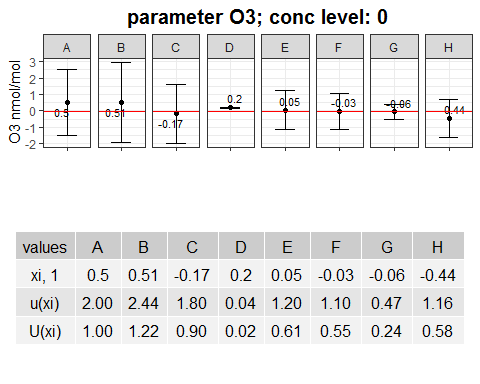 parameter O3; conc level: 0
A B C D E F G H
O3 nmol/mol
3
2
1
0
-1
-2
0.5 0.51 -0.17 0.2 0.05 -0.03 -0.06 -0.44
values A B C D E F G H
xi, 1 0.5 0.51 -0.17 0.2 0.05 -0.03 -0.06 -0.44
u(xi) 2.00 2.44 1.80 0.04 1.20 1.10 0.47 1.16
U(xi) 1.00 1.22 0.90 0.02 0.61 0.55 0.24 0.58